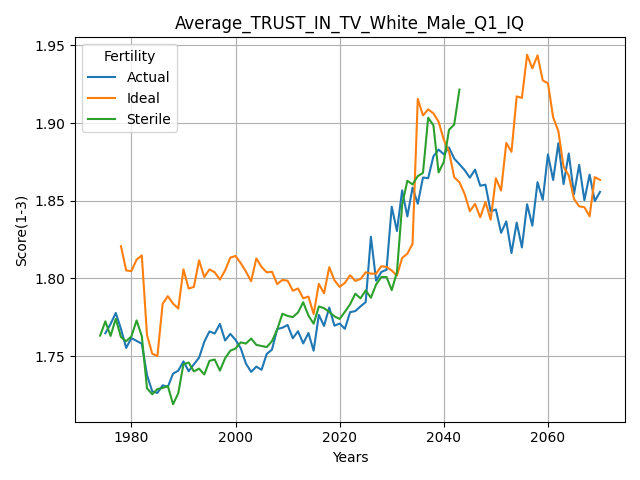 Average_TRUST_IN_TV_White_Male_Q1_IQ
Fertility
Actual
Ideal
Sterile
Score(1-3)
1.95
1.90
1.85
1.80
1.75
1980 2000 2020 2040 2060
Years